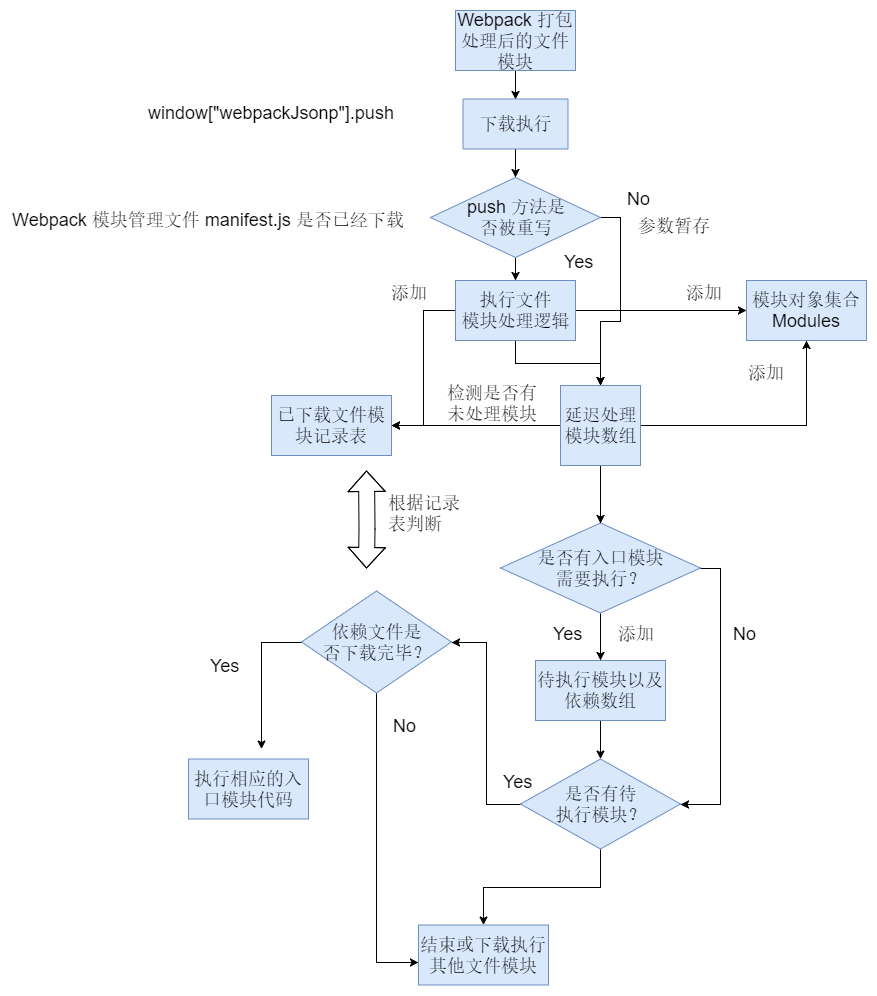 Webpack 打包
处理后的文件
模块
window["webpackJsonp"].push
下载执行
Webpack 模块管理文件 manifest.js 是否已经下载
push 方法是
否被重写
No
参数暂存
Yes
添加
执行文件
模块处理逻辑
添加
模块对象集合
Modules
添加
已下载文件模
块记录表
检测是否有
未处理模块
延迟处理
模块数组
根据记录
表判断
是否有入口模块
需要执行？
Yes
添加
No
依赖文件是
否下载完毕？
Yes
待执行模块以及
依赖数组
No
执行相应的入
口模块代码
Yes
是否有待
执行模块？
结束或下载执行
其他文件模块